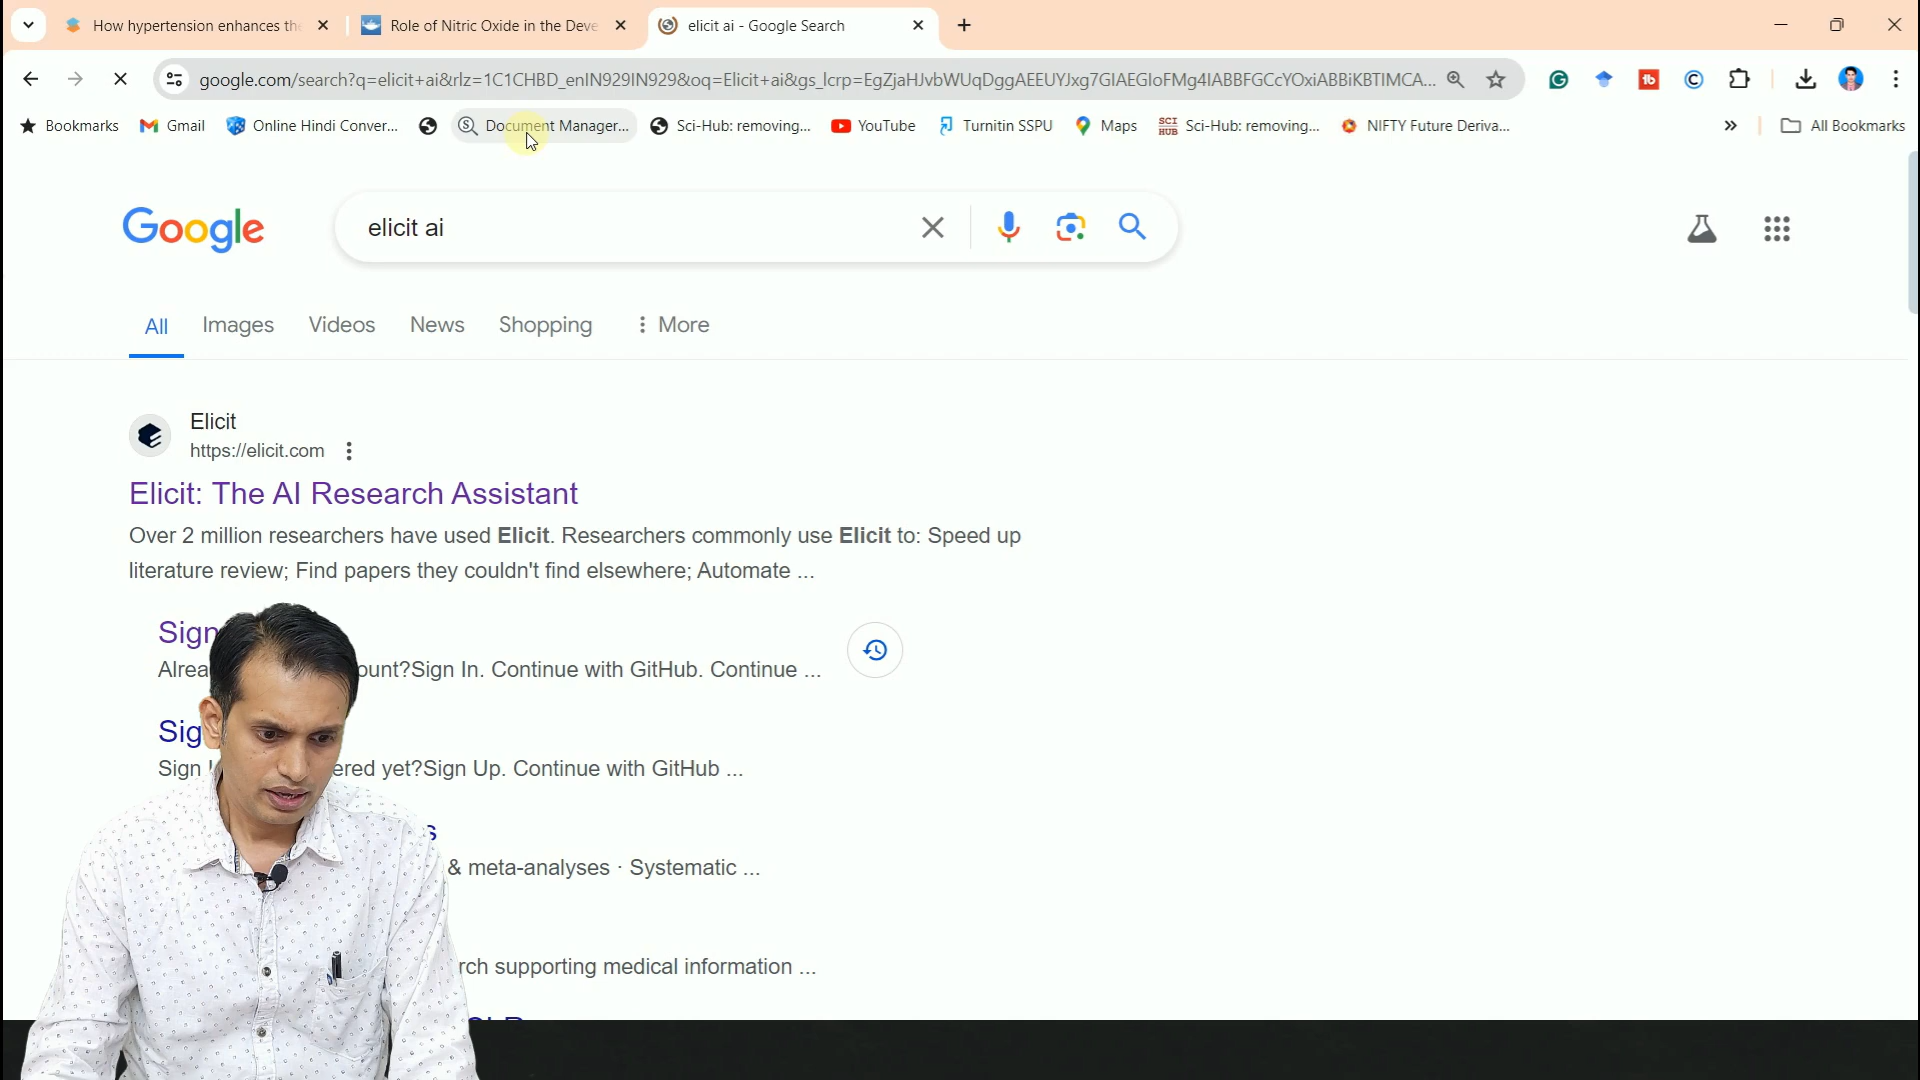 How hypertension enhances th
Role of Nitric Oxide in the Deve
elicit ai - Google Search
google.com/search?q=elicit+ai&rlz=1C1CHBD_enIN929IN929&oq=Elicit+ai&gs_lcrp=EgZjaHJvbWUqDggAEEUYJxg7GIAEGIoFMg4IABBFGCcYOxiABBiKBTIMCA...
Bookmarks Gmail Online Hindi Conver... Document Manager... Sci-Hub: removing... YouTube Turnitin SSPU Maps SCI HUB Sci-Hub: removing... NIFTY Future Deriva... » All Bookmarks
Google elicit ai
All Images Videos News Shopping More
Elicit
https://elicit.com
Elicit: The AI Research Assistant
Over 2 million researchers have used Elicit. Researchers commonly use Elicit to: Speed up
literature review; Find papers they couldn't find elsewhere; Automate ...
Sign
Alrea ount?Sign In. Continue with GitHub. Continue ...
Sig
Sign ered yet?Sign Up. Continue with GitHub ...
s
& meta-analyses · Systematic ...
rch supporting medical information ...